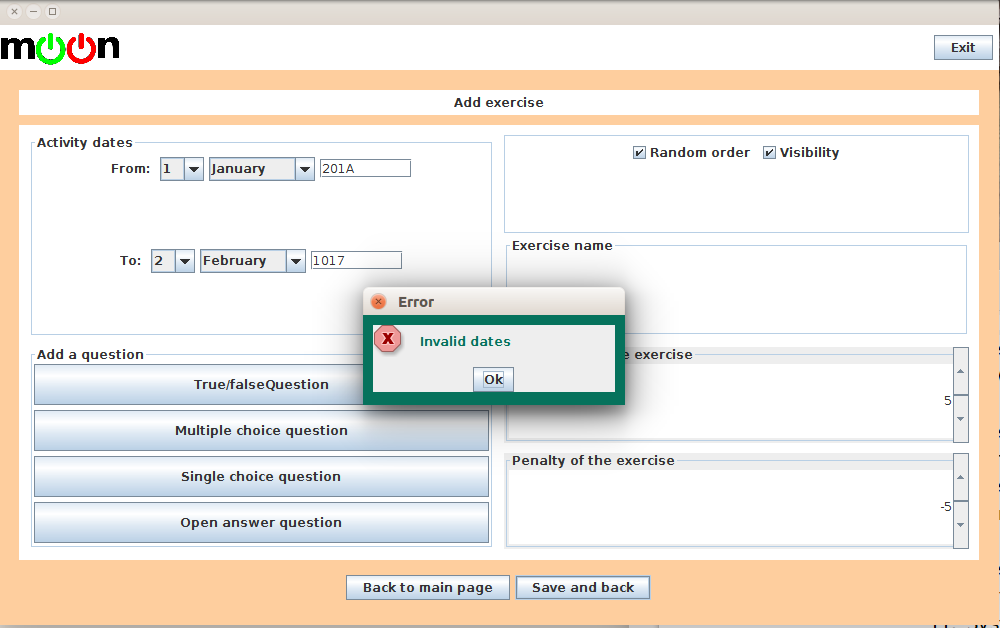 moon
Exit
Add exercise
Activity dates
From: 1 January 201A
To: 2 February 1017
Random order Visibility
Exercise name
Error
Invalid dates
Ok
Add a question
True/falseQuestion
Multiple choice question
Single choice question
Open answer question
exercise
5
Penalty of the exercise
-5
Back to main page Save and back